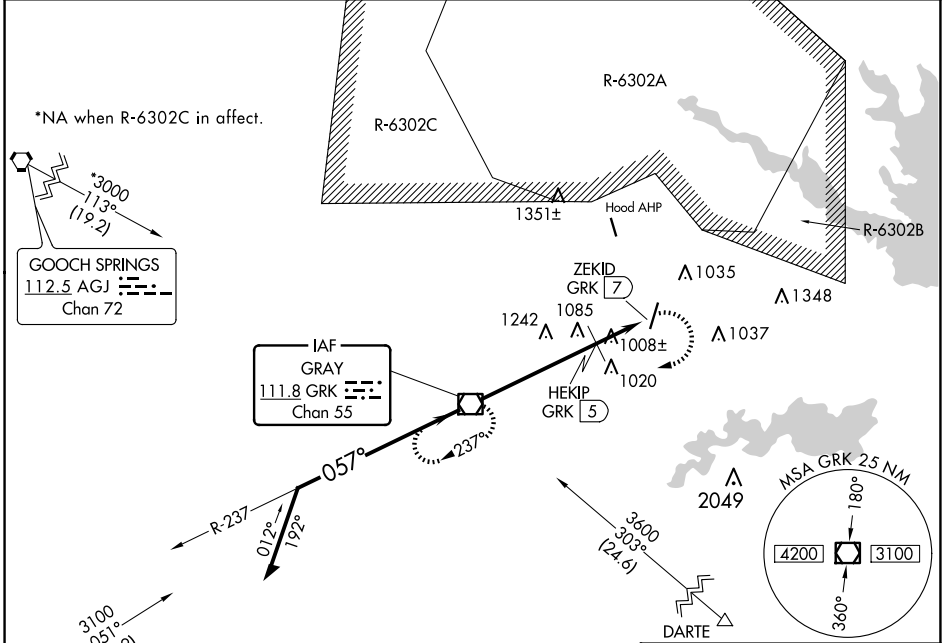 *NA when R-6302C in affect.
R-6302A
R-6302C
R-6302B
*3000
113°
(19.2)
GOOCH SPRINGS
112.5 AGJ
Chan 72
1351±
Hood AHP
ZEKID
GRK 7
1035
1348
1242
1085
1008±
1037
1020
HEKIP
GRK 5
IAF
GRAY
111.8 GRK
Chan 55
237°
057°
R-237
012°
192°
3100
051°
3600
303°
(24.6)
DARTE
2049
MSA GRK 25 NM
180°
4200
3100
360°